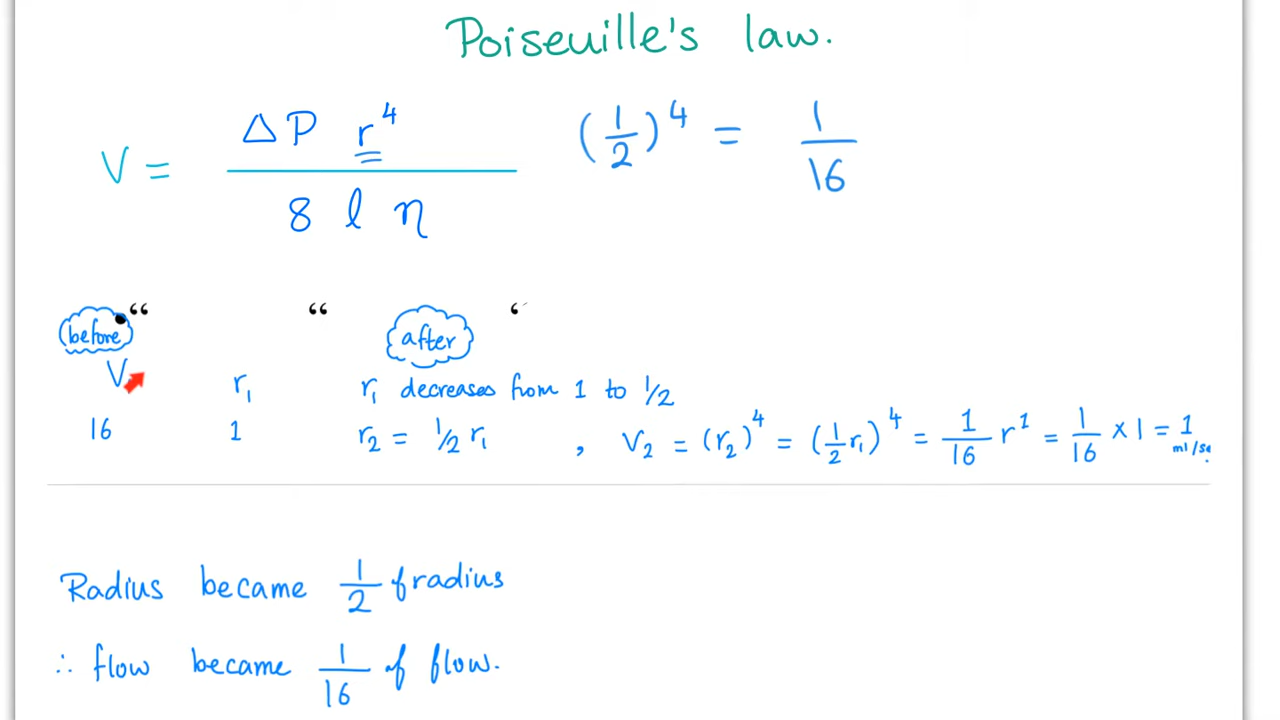 Poiseuille's law.
V = ΔP r⁴ / 8 l η
(1/2)⁴ = 1/16
before “ “ after “
V r₁ r₁ decreases from 1 to 1/2
16 1 r₂ = 1/2 r₁ , V₂ = (r₂)⁴ = (1/2 r₁)⁴ = 1/16 r¹ = 1/16 × 1 = 1
ml/se
Radius became 1/2 of radius
∴ flow became 1/16 of flow.